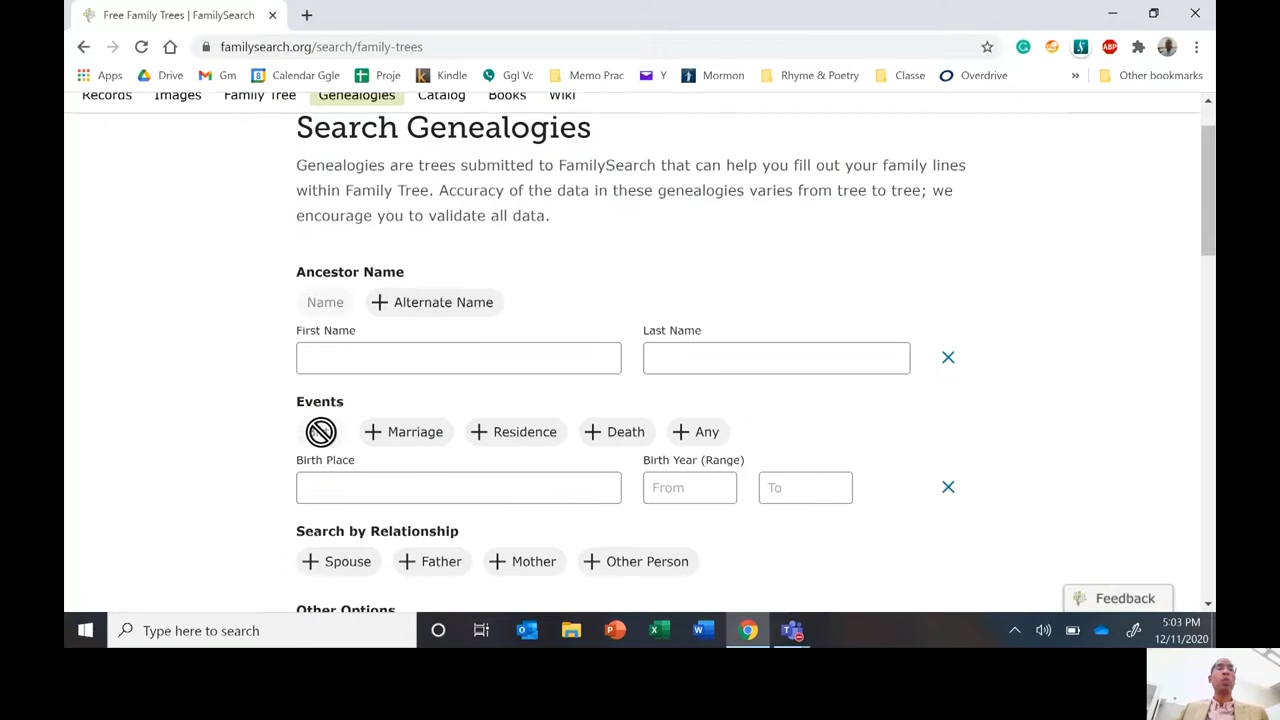 Free Family Trees | FamilySearch
familysearch.org/search/family-trees
ABP
Apps Drive Gm Calendar Ggle Proje Kindle Ggl Vc Memo Prac Y Mormon Rhyme & Poetry Classe Overdrive » Other bookmarks
Records Images Family Tree Genealogies Catalog Books Wiki
Search Genealogies
Genealogies are trees submitted to FamilySearch that can help you fill out your family lines
within Family Tree. Accuracy of the data in these genealogies varies from tree to tree; we
encourage you to validate all data.
Ancestor Name
Name + Alternate Name
First Name Last Name
Events
+ Marriage + Residence + Death + Any
Birth Place Birth Year (Range)
From To
Search by Relationship
+ Spouse + Father + Mother + Other Person
Other Options
Feedback
Type here to search
5:03 PM
12/11/2020